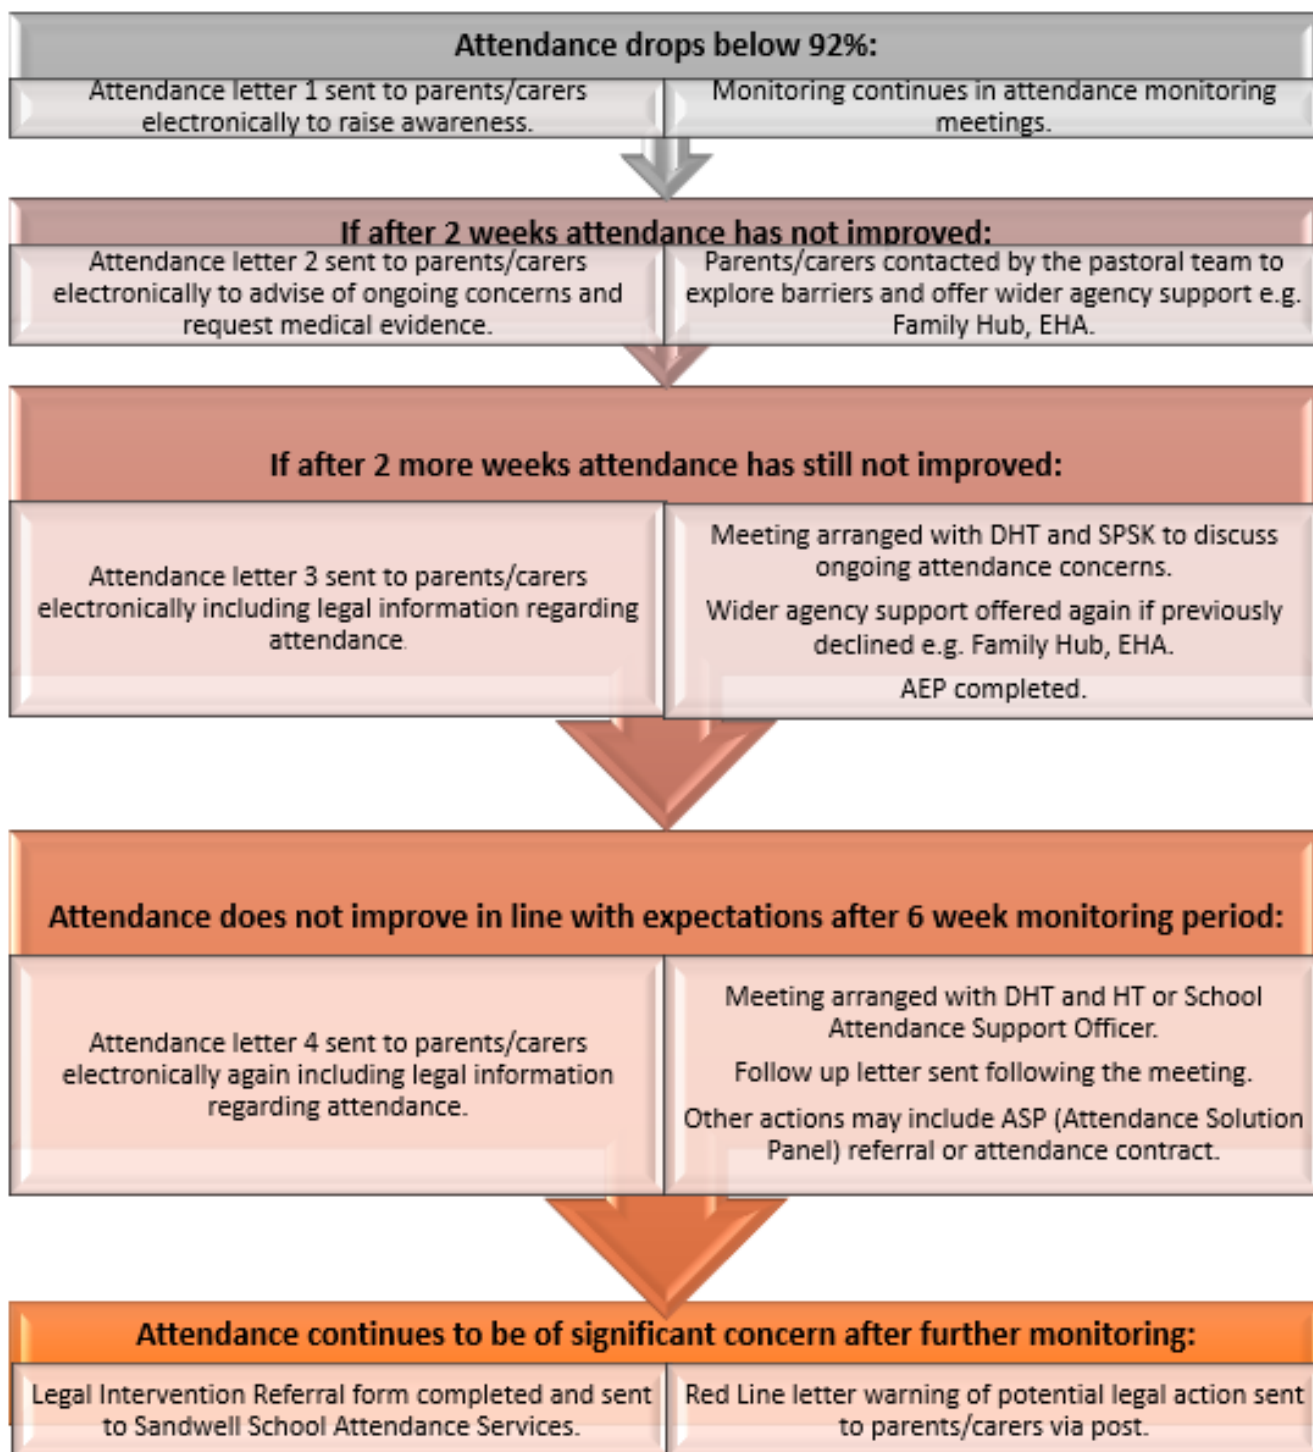 Attendance drops below 92%:
Attendance letter 1 sent to parents/carers
electronically to raise awareness.
Monitoring continues in attendance monitoring
meetings.
If after 2 weeks attendance has not improved:
Attendance letter 2 sent to parents/carers
electronically to advise of ongoing concerns and
request medical evidence.
Parents/carers contacted by the pastoral team to
explore barriers and offer wider agency support e.g.
Family Hub, EHA.
If after 2 more weeks attendance has still not improved:
Attendance letter 3 sent to parents/carers
electronically including legal information regarding
attendance.
Meeting arranged with DHT and SPSK to discuss
ongoing attendance concerns.
Wider agency support offered again if previously
declined e.g. Family Hub, EHA.
AEP completed.
Attendance does not improve in line with expectations after 6 week monitoring period:
Attendance letter 4 sent to parents/carers
electronically again including legal information
regarding attendance.
Meeting arranged with DHT and HT or School
Attendance Support Officer.
Follow up letter sent following the meeting.
Other actions may include ASP (Attendance Solution
Panel) referral or attendance contract.
Attendance continues to be of significant concern after further monitoring:
Legal Intervention Referral form completed and sent
to Sandwell School Attendance Services.
Red Line letter warning of potential legal action sent
to parents/carers via post.